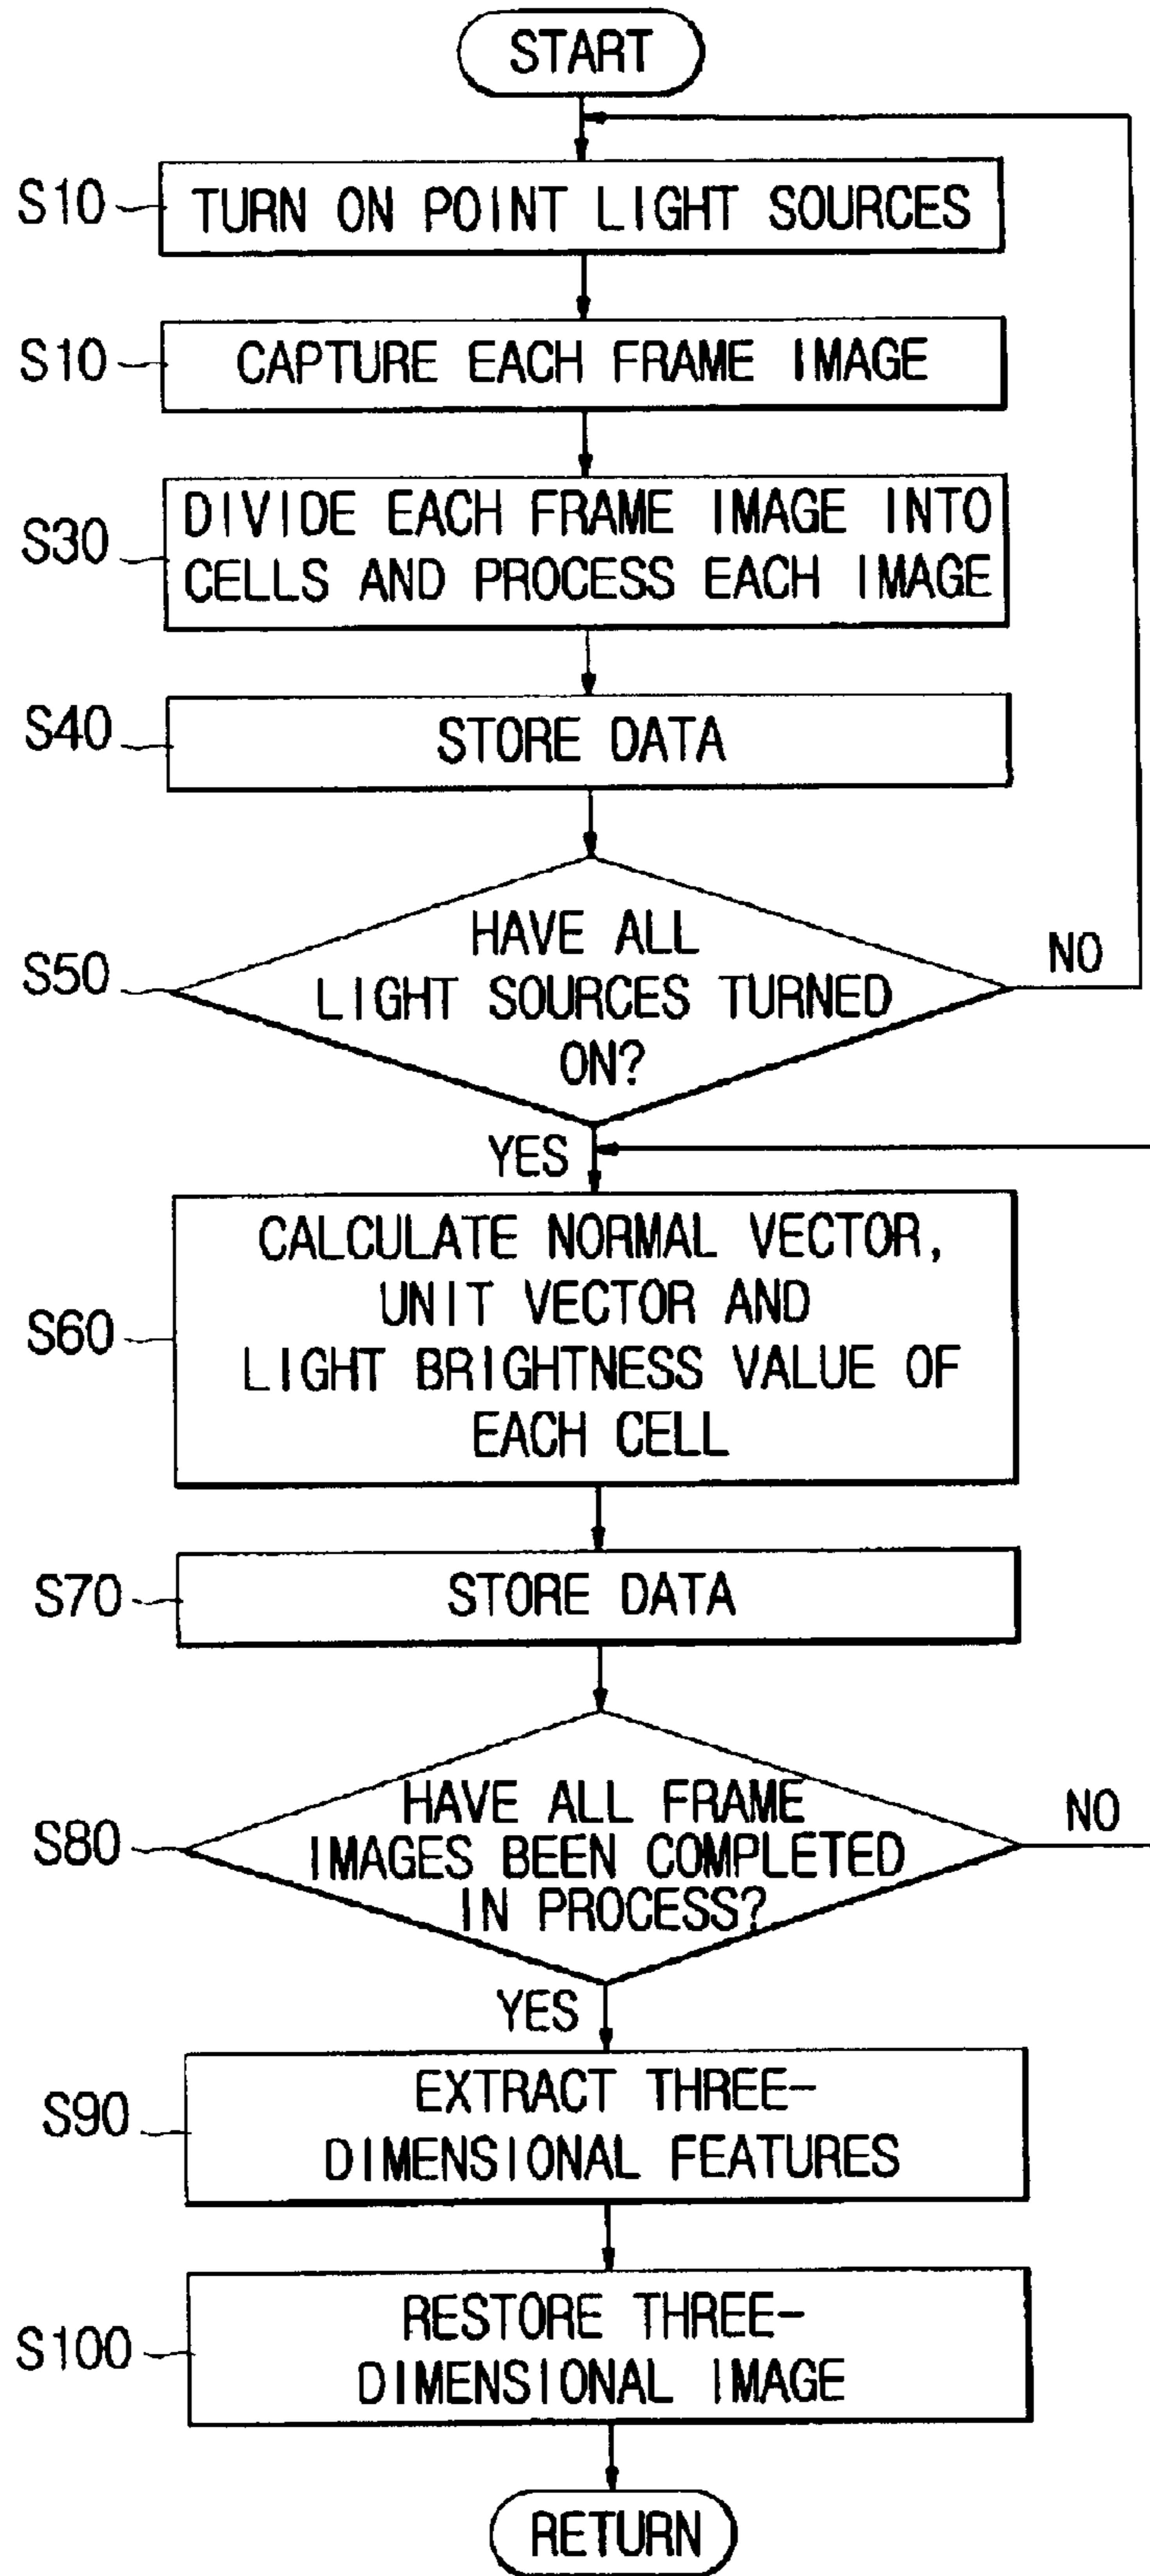 START
S10
TURN ON POINT LIGHT SOURCES
S10
CAPTURE EACH FRAME IMAGE
S30
DIVIDE EACH FRAME IMAGE INTO
CELLS AND PROCESS EACH IMAGE
S40
STORE DATA
S50
HAVE ALL
LIGHT SOURCES TURNED
ON?
NO
YES
S60
CALCULATE NORMAL VECTOR,
UNIT VECTOR AND
LIGHT BRIGHTNESS VALUE OF
EACH CELL
S70
STORE DATA
S80
HAVE ALL FRAME
IMAGES BEEN COMPLETED
IN PROCESS?
NO
YES
S90
EXTRACT THREE-
DIMENSIONAL FEATURES
S100
RESTORE THREE-
DIMENSIONAL IMAGE
RETURN